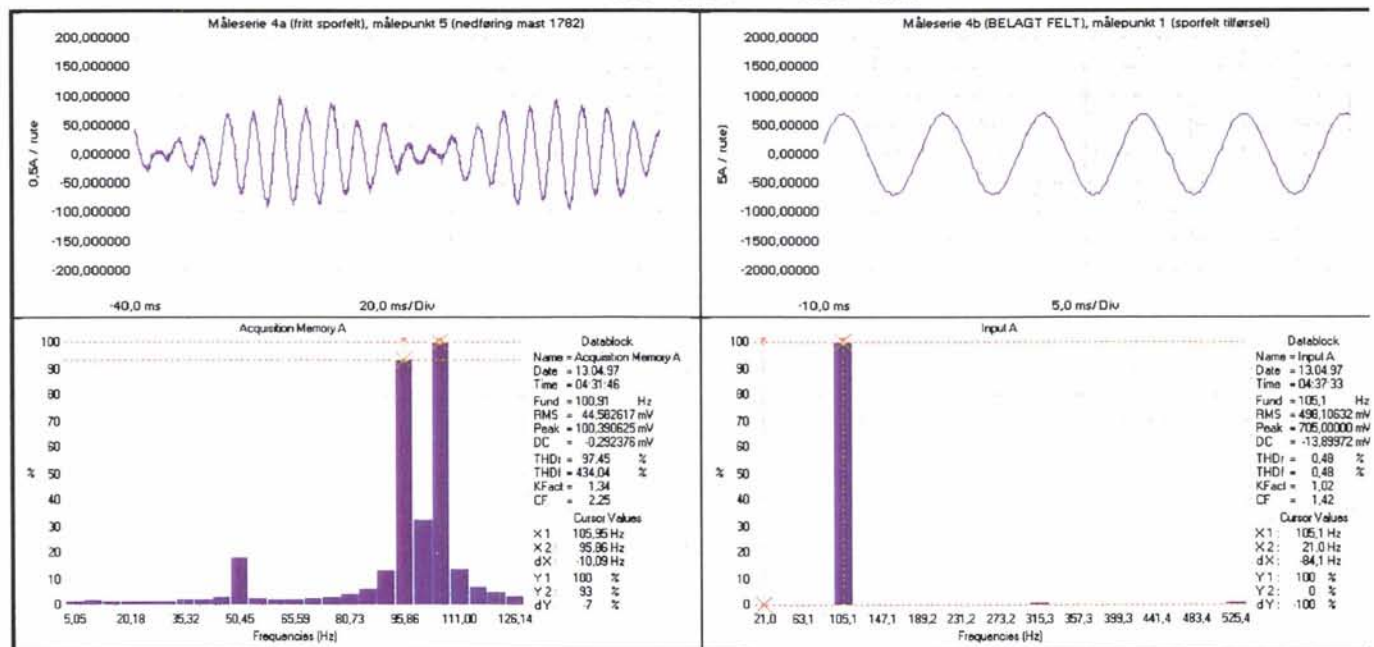 Måleserie 4a (fritt sporfelt), målepunkt 5 (nedføring mast 1782)
200,000000
150,000000
100,000000
50,000000
0,000000
-50,000000
-100,000000
-150,000000
-200,000000
0,5A / rute
-40,0 ms
20,0 ms/Div
Måleserie 4b (BELAGT FELT), målepunkt 1 (sporfelt tilførsel)
2000,00000
1500,00000
1000,00000
500,00000
0,00000
-500,00000
-1000,00000
-1500,00000
-2000,00000
5A / rute)
-10,0 ms
5,0 ms/Div
Acquisition Memory A
100
90
80
70
60
50
40
30
20
10
0
%
5,05 20,18 35,32 50,45 65,59 80,73 95,86 111,00 126,14
Frequencies (Hz)
Datablock
Name = Acquisition Memory A
Date = 13.04.97
Time = 04:31:46
Fund = 100,91 Hz
RMS = 44,582617 mV
Peak = 100,390625 mV
DC = -0,292376 mV
THDr = 97,45 %
THDf = 434,04 %
KFact = 1,34
CF = 2,25
Cursor Values
X1 : 105,95 Hz
X2 : 95,86 Hz
dX : -10,09 Hz
Y1 : 100 %
Y2 : 93 %
dY : -7 %
Input A
100
90
80
70
60
50
40
30
20
10
0
%
21,0 63,1 105,1 147,1 189,2 231,2 273,2 315,3 357,3 399,3 441,4 483,4 525,4
Frequencies (Hz)
Datablock
Name = Input A
Date = 13.04.97
Time = 04:37:33
Fund = 105,1 Hz
RMS = 498,10632 mV
Peak = 705,00000 mV
DC = -13,89972 mV
THDr = 0,48 %
THDf = 0,48 %
KFact = 1,02
CF = 1,42
Cursor Values
X1 : 105,1 Hz
X2 : 21,0 Hz
dX : -84,1 Hz
Y1 : 100 %
Y2 : 0 %
dY : -100 %